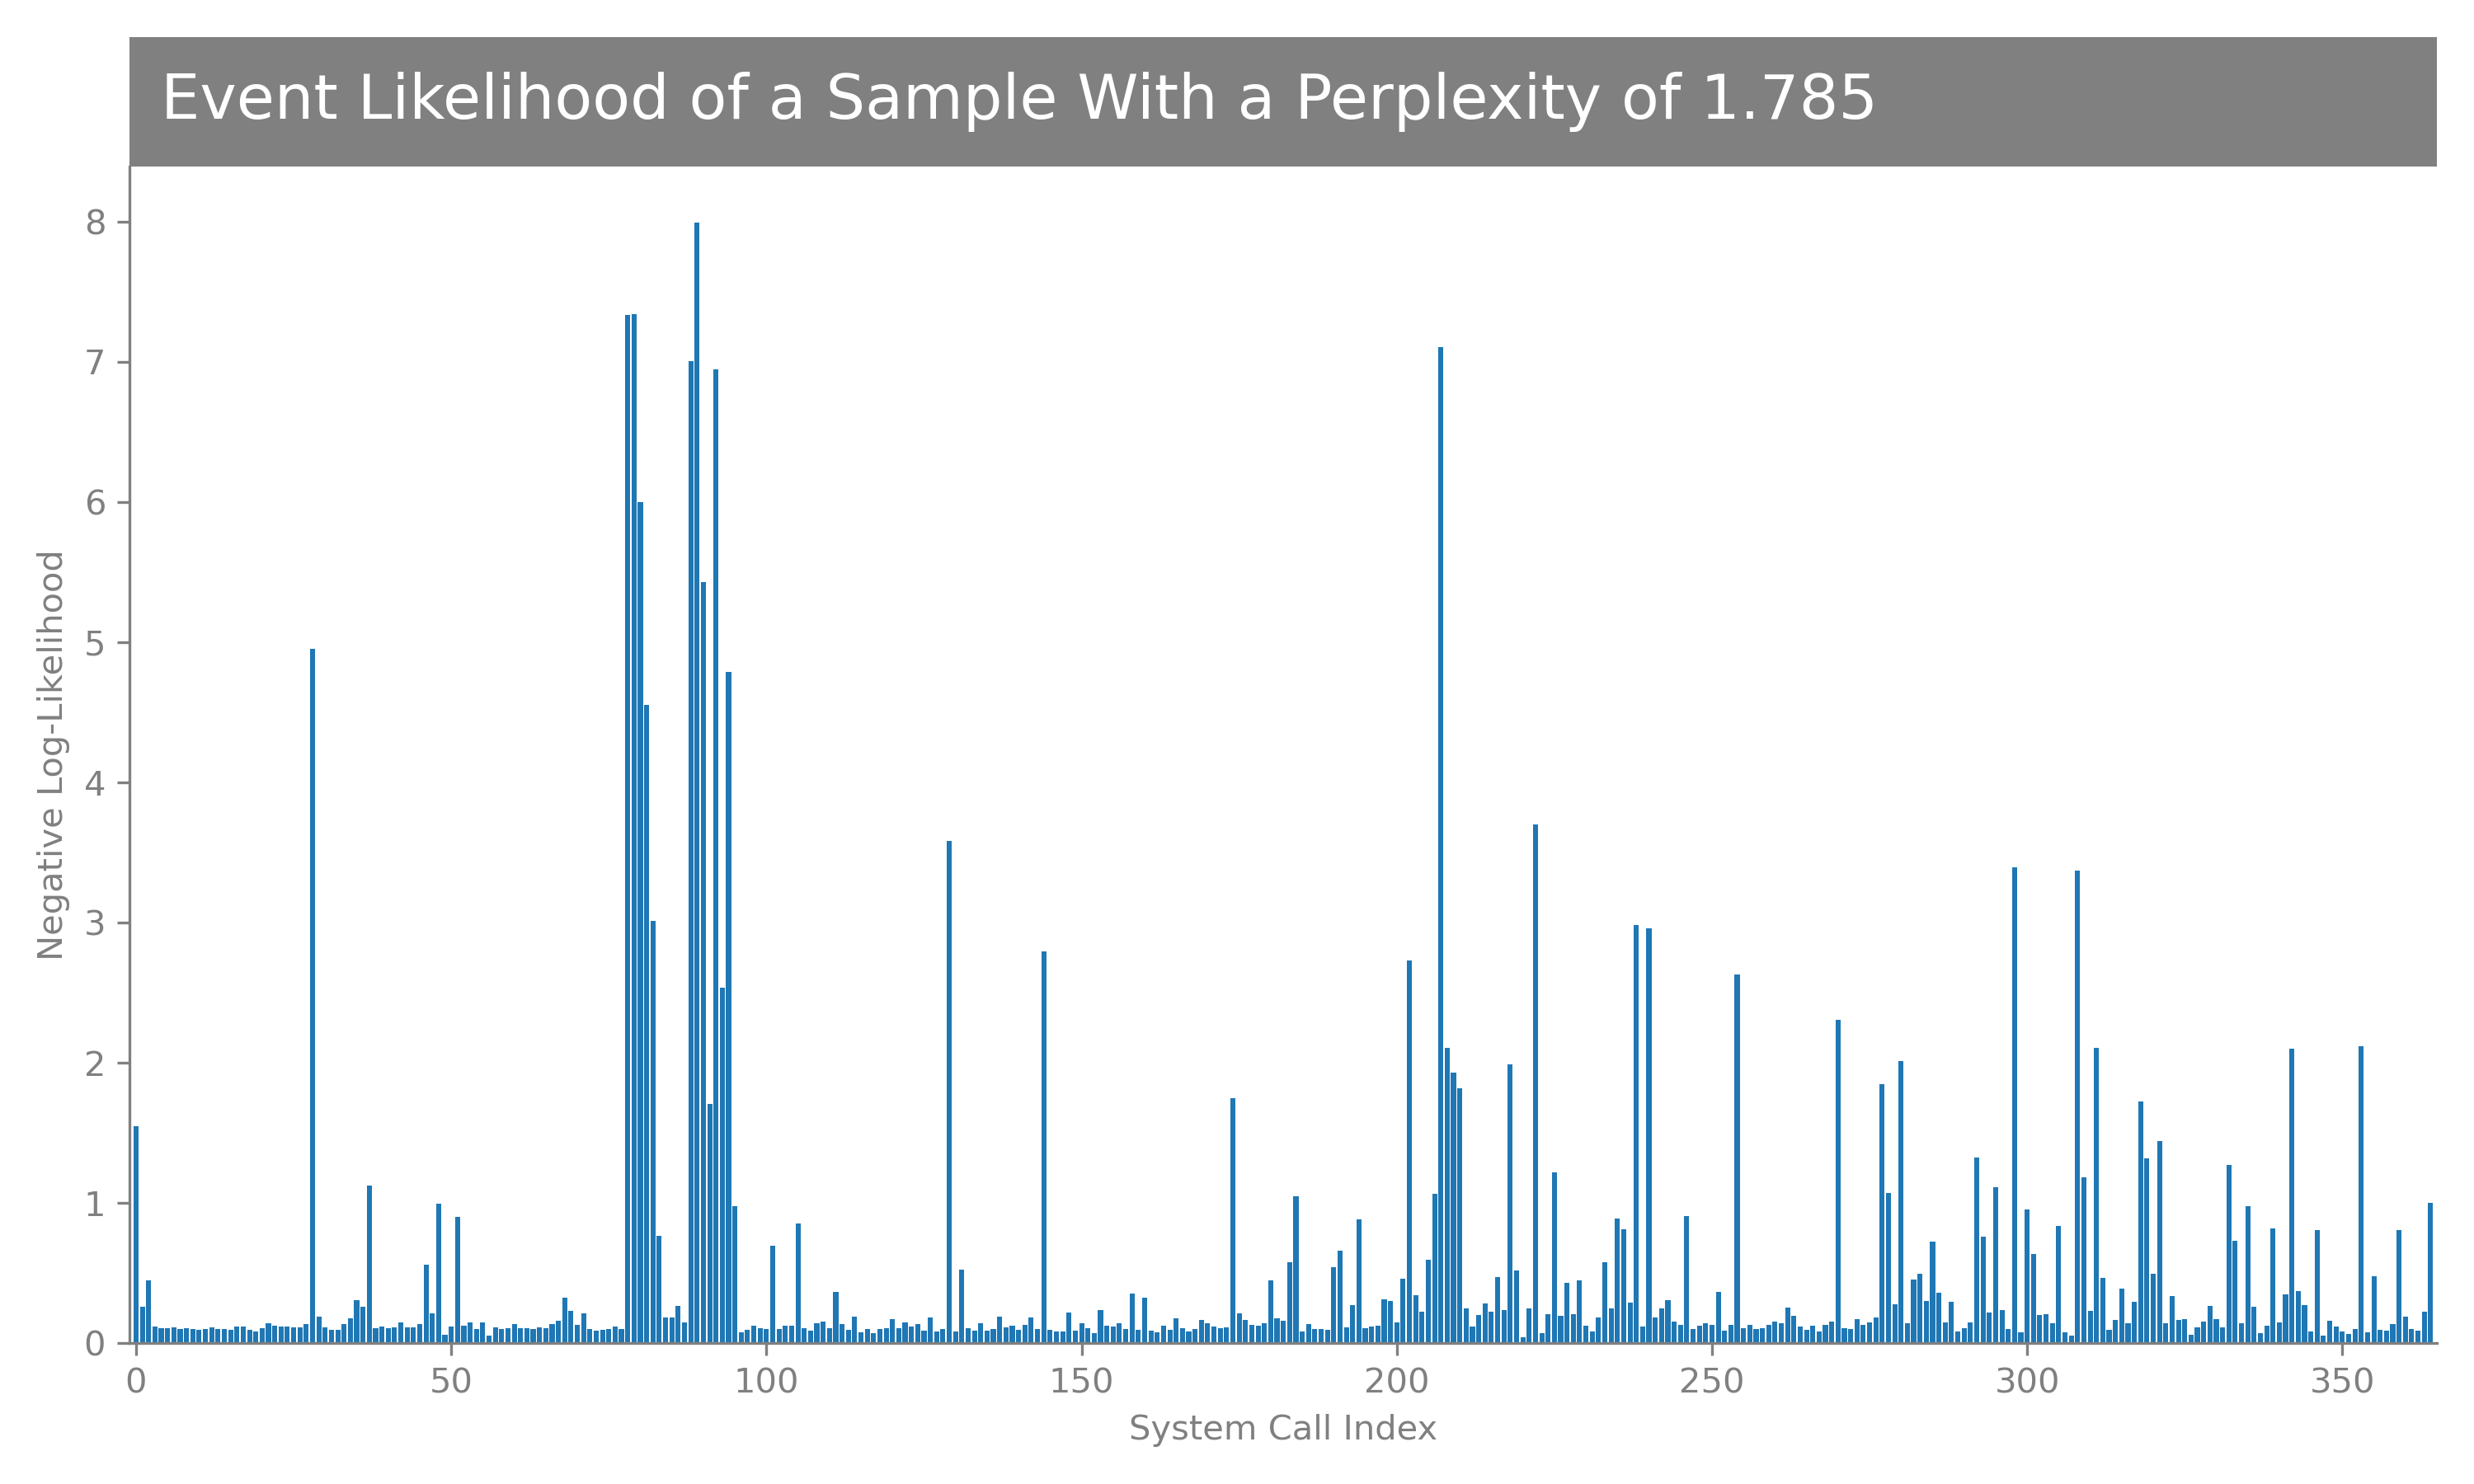 Event Likelihood of a Sample With a Perplexity of 1.785
8
7
6
5
4
3
2
1
0
Negative Log-Likelihood
0 50 100 150 200 250 300 350
System Call Index